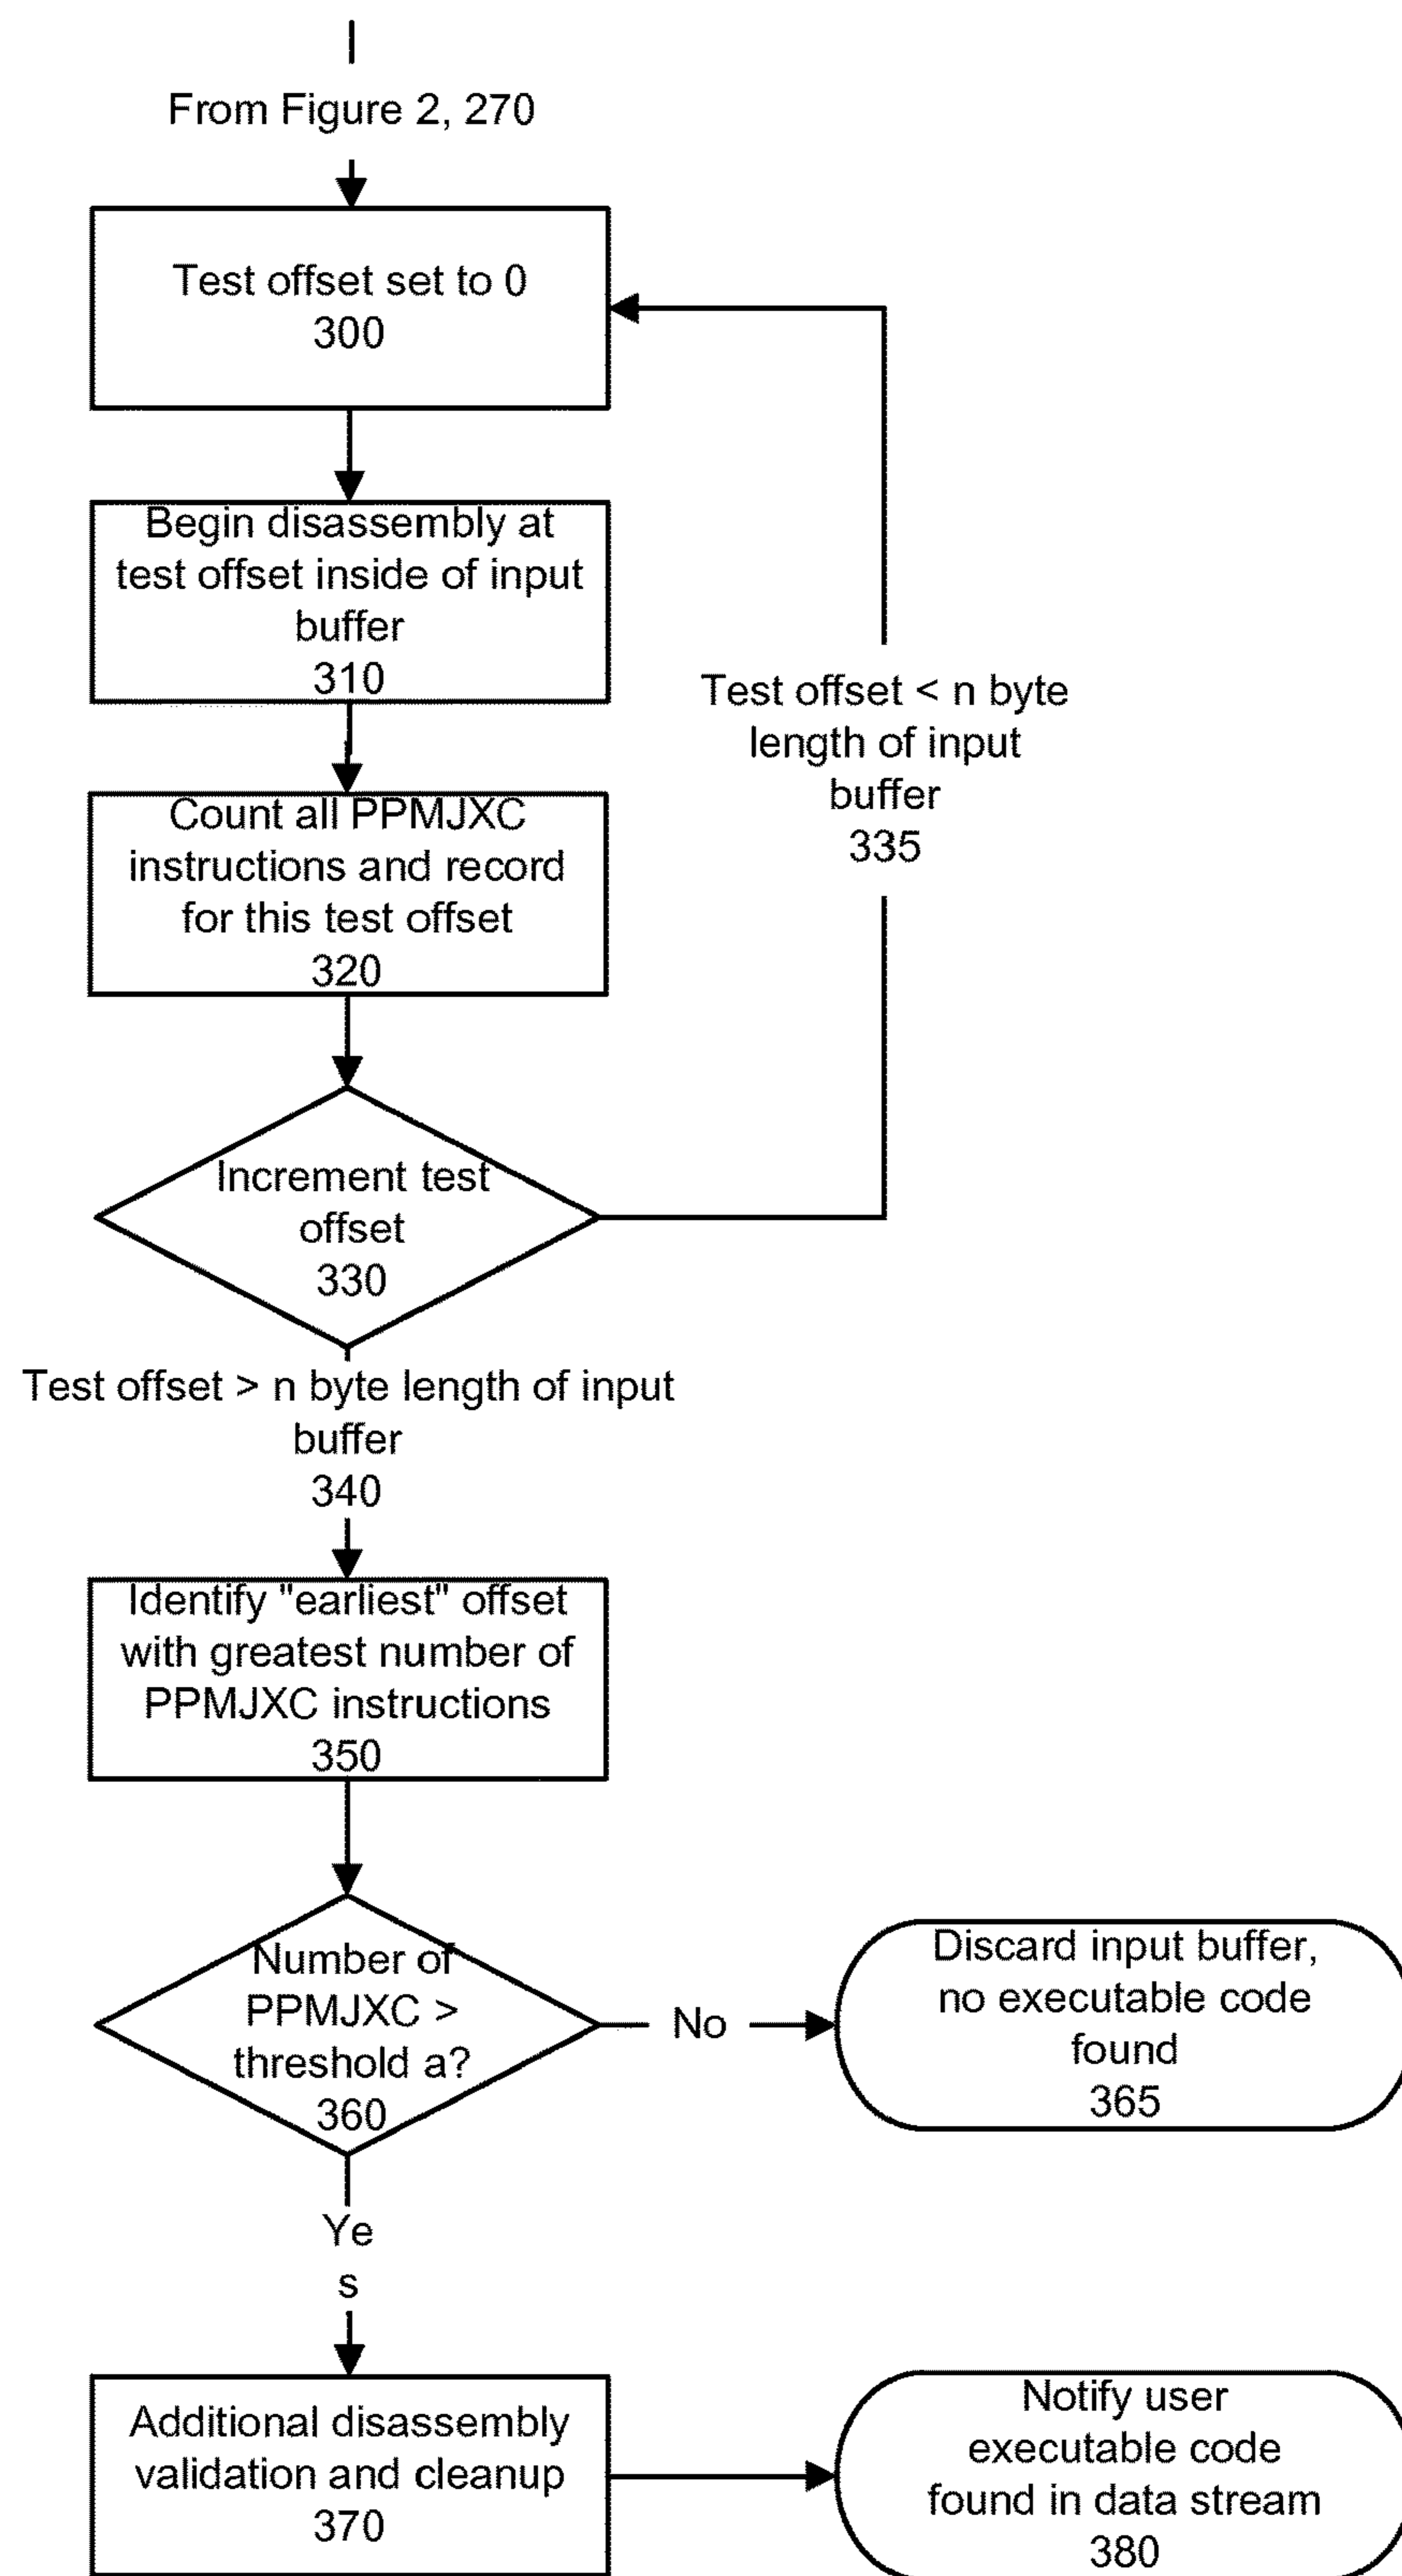 From Figure 2, 270
Test offset set to 0
300
Begin disassembly at
test offset inside of input
buffer
310
Test offset < n byte
length of input
buffer
335
Count all PPMJXC
instructions and record
for this test offset
320
Increment test
offset
330
Test offset > n byte length of input
buffer
340
Identify "earliest" offset
with greatest number of
PPMJXC instructions
350
Number of
PPMJXC >
threshold a?
360
No
Discard input buffer,
no executable code
found
365
Ye
s
Additional disassembly
validation and cleanup
370
Notify user
executable code
found in data stream
380